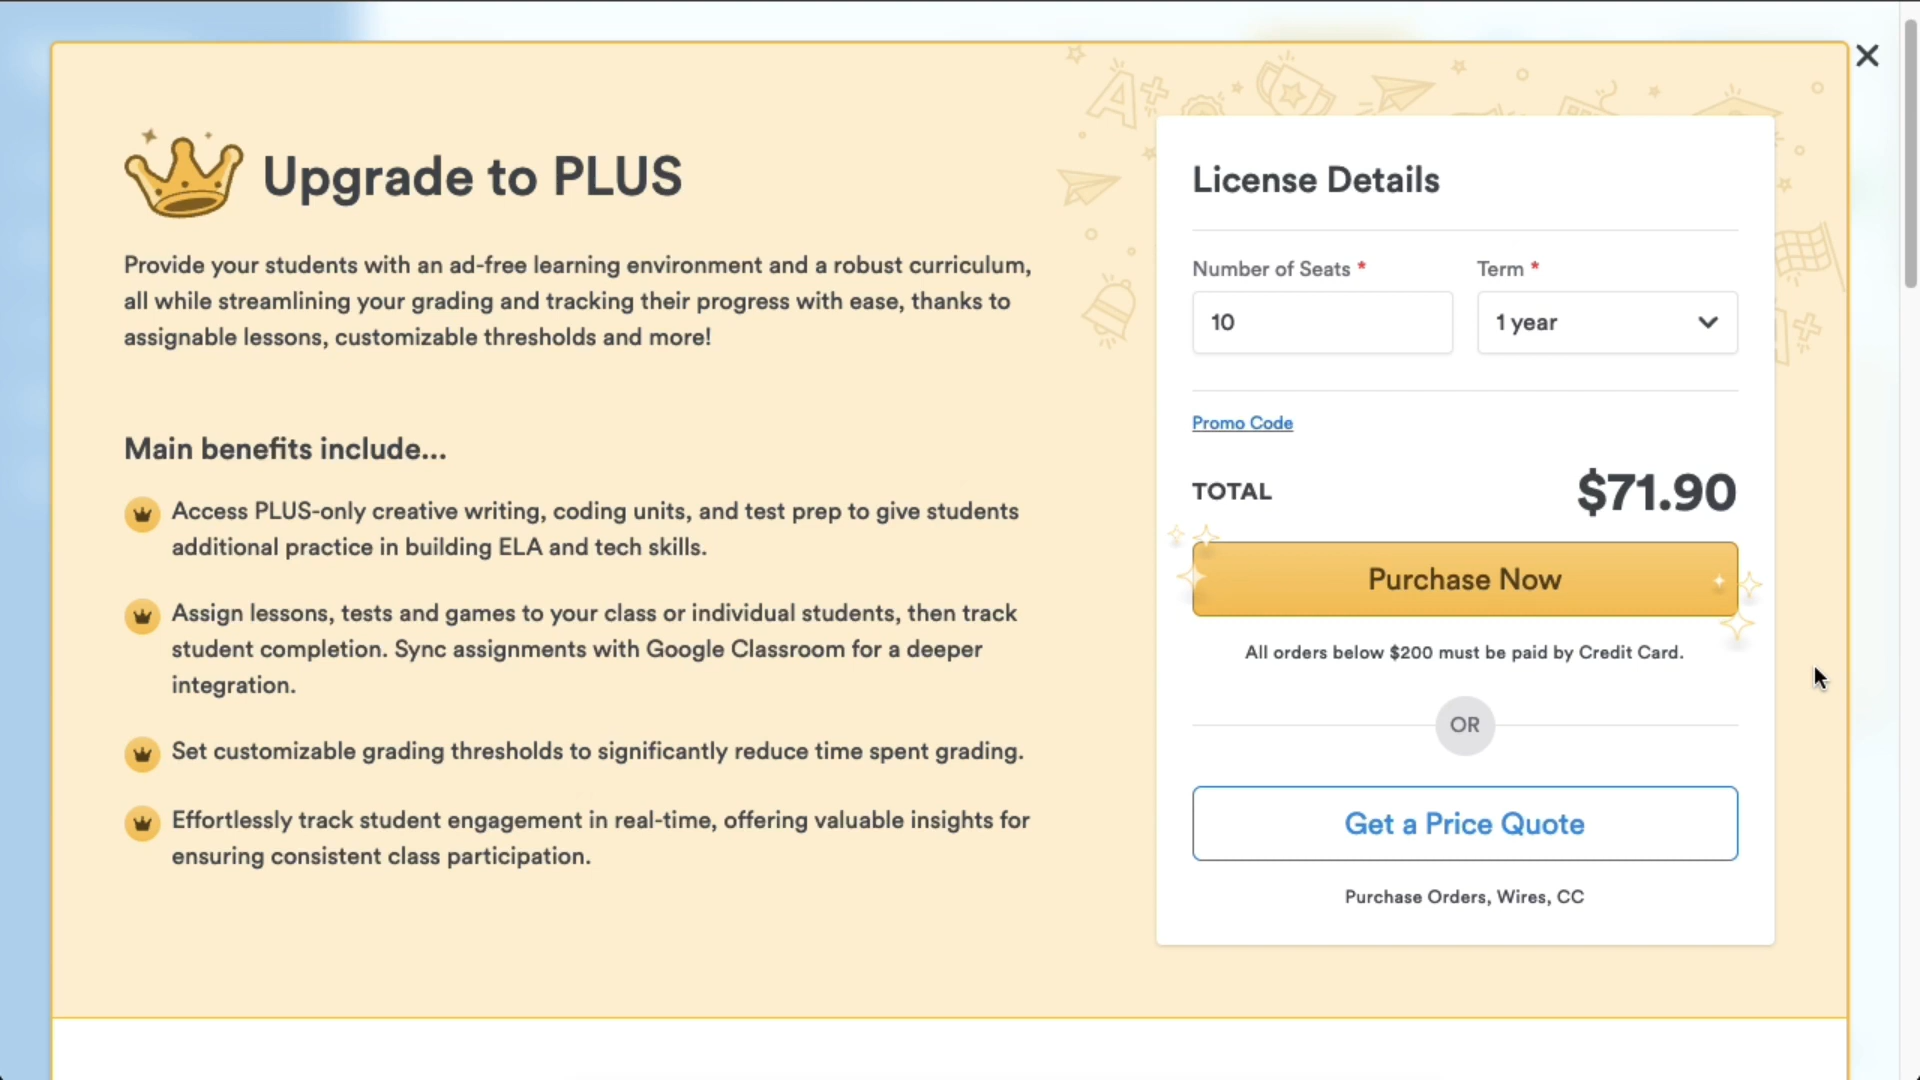 Upgrade to PLUS
Provide your students with an ad-free learning environment and a robust curriculum,
all while streamlining your grading and tracking their progress with ease, thanks to
assignable lessons, customizable thresholds and more!
Main benefits include...
Access PLUS-only creative writing, coding units, and test prep to give students
additional practice in building ELA and tech skills.
Assign lessons, tests and games to your class or individual students, then track
student completion. Sync assignments with Google Classroom for a deeper
integration.
Set customizable grading thresholds to significantly reduce time spent grading.
Effortlessly track student engagement in real-time, offering valuable insights for
ensuring consistent class participation.
A+
License Details
Number of Seats *
Term *
10
1 year
Promo Code
TOTAL
$71.90
Purchase Now
All orders below $200 must be paid by Credit Card.
OR
Get a Price Quote
Purchase Orders, Wires, CC